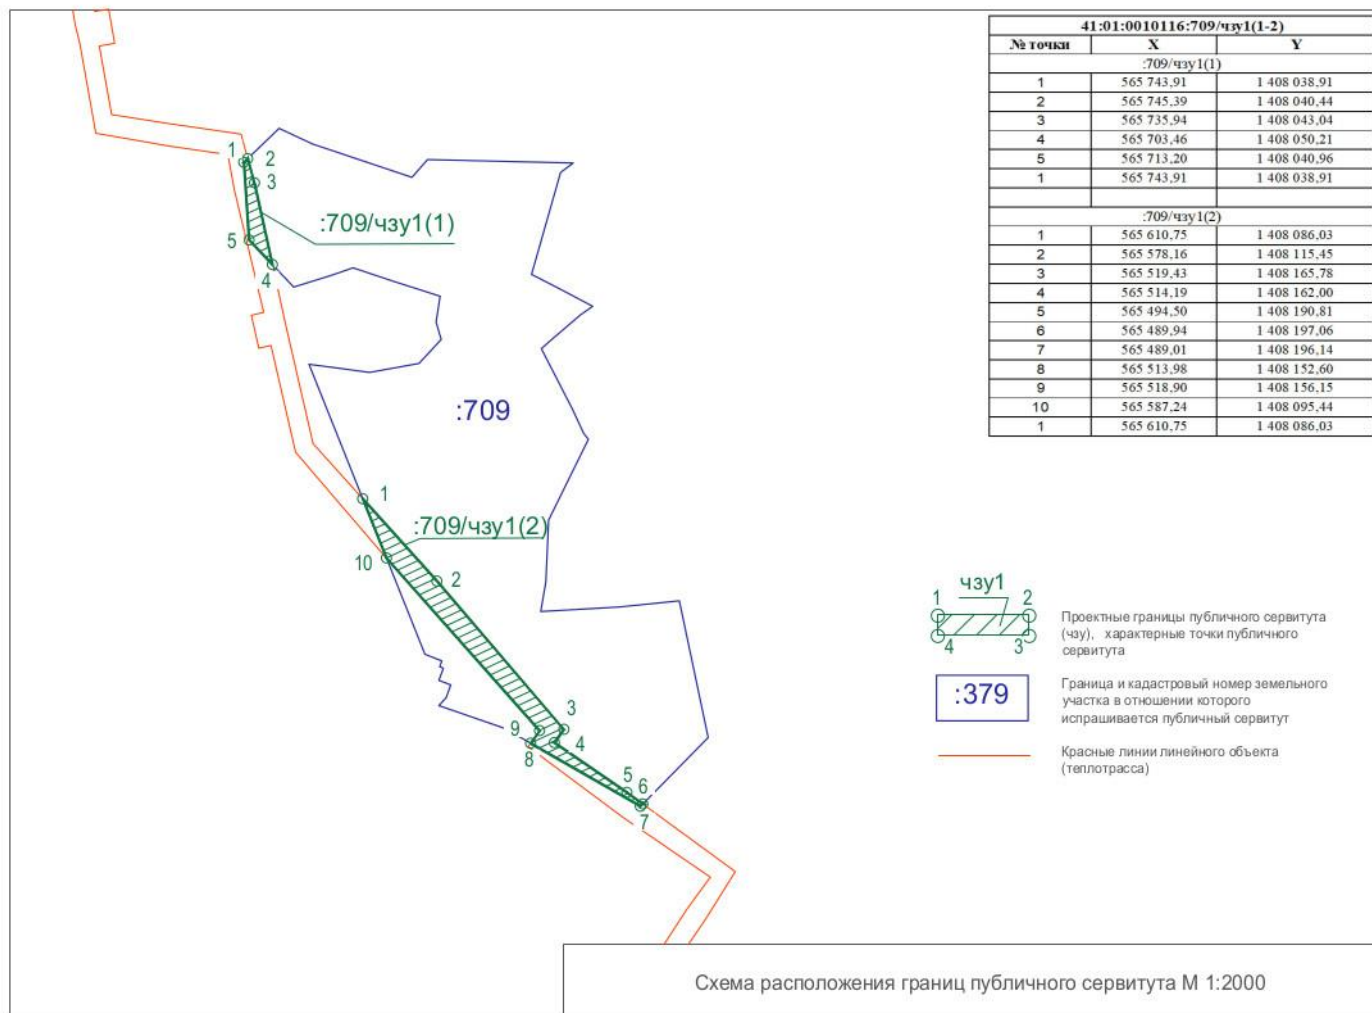 41:01:0010116:709/чзу1(1-2)
№ точки X Y
:709/чзу1(1)
1 565 743,91 1 408 038,91
2 565 745,39 1 408 040,44
3 565 735,94 1 408 043,04
4 565 703,46 1 408 050,21
5 565 713,20 1 408 040,96
1 565 743,91 1 408 038,91
:709/чзу1(2)
1 565 610,75 1 408 086,03
2 565 578,16 1 408 115,45
3 565 519,43 1 408 165,78
4 565 514,19 1 408 162,00
5 565 494,50 1 408 190,81
6 565 489,94 1 408 197,06
7 565 489,01 1 408 196,14
8 565 513,98 1 408 152,60
9 565 518,90 1 408 156,15
10 565 587,24 1 408 095,44
1 565 610,75 1 408 086,03
1 2
3
:709/чзу1(1)
5
4
:709
1
:709/чзу1(2)
10
2
3
9
4
8
5
6
7
чзу1
1 2
4 3
Проектные границы публичного сервитута
(чзу), характерные точки публичного
сервитута
:379
Граница и кадастровый номер земельного
участка в отношении которого
испрашивается публичный сервитут
Красные линии линейного объекта
(теплотрасса)
Схема расположения границ публичного сервитута М 1:2000